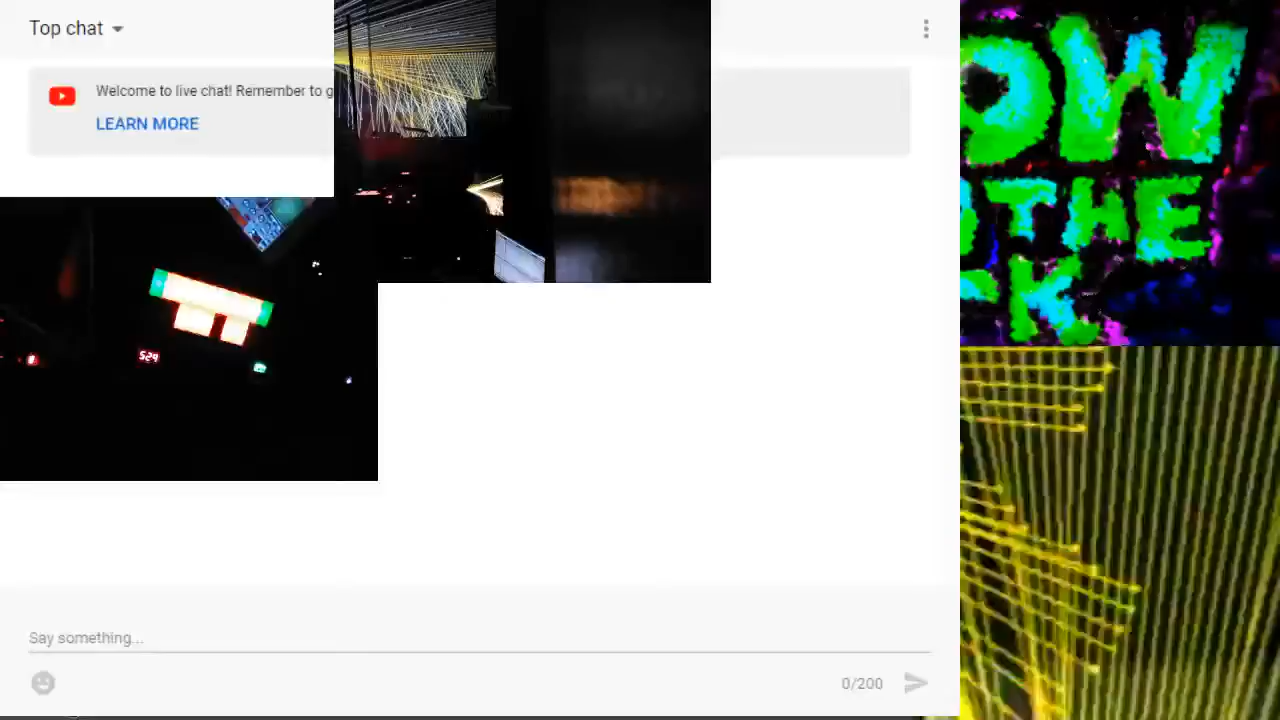 Top chat
Welcome to live chat! Remember to g
LEARN MORE
OW
THE
K
529
Say something...
0/200